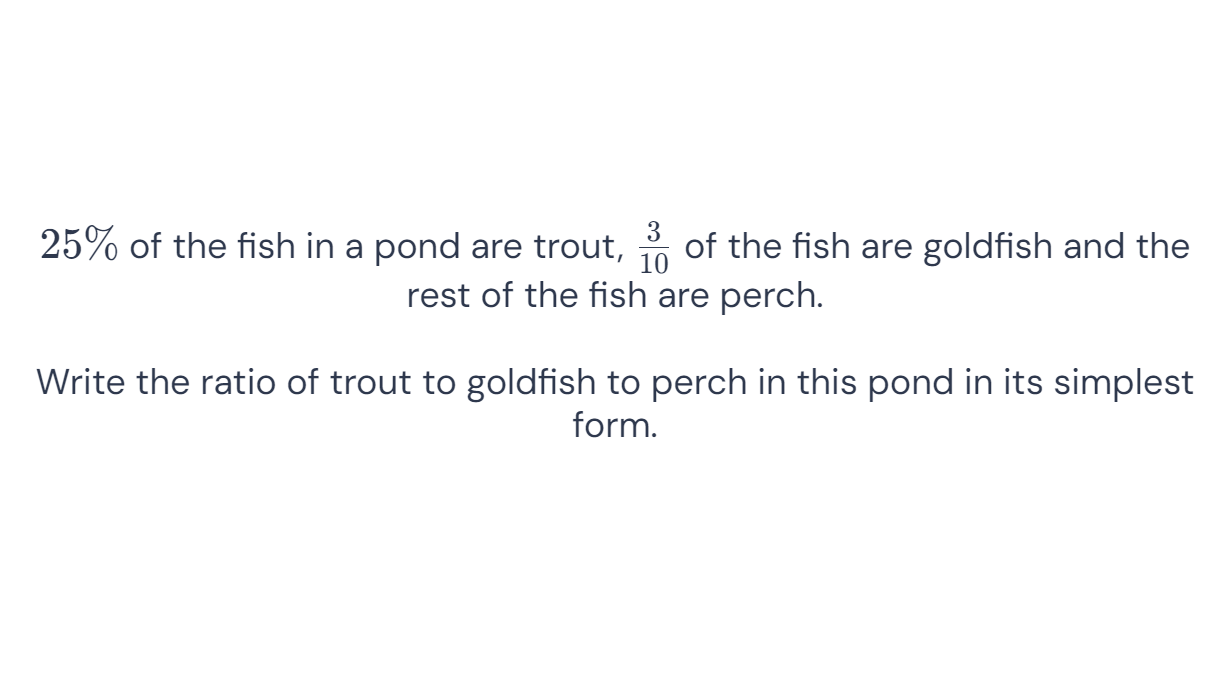 25% of the fish in a pond are trout, 3/10 of the fish are goldfish and the
rest of the fish are perch.
Write the ratio of trout to goldfish to perch in this pond in its simplest
form.